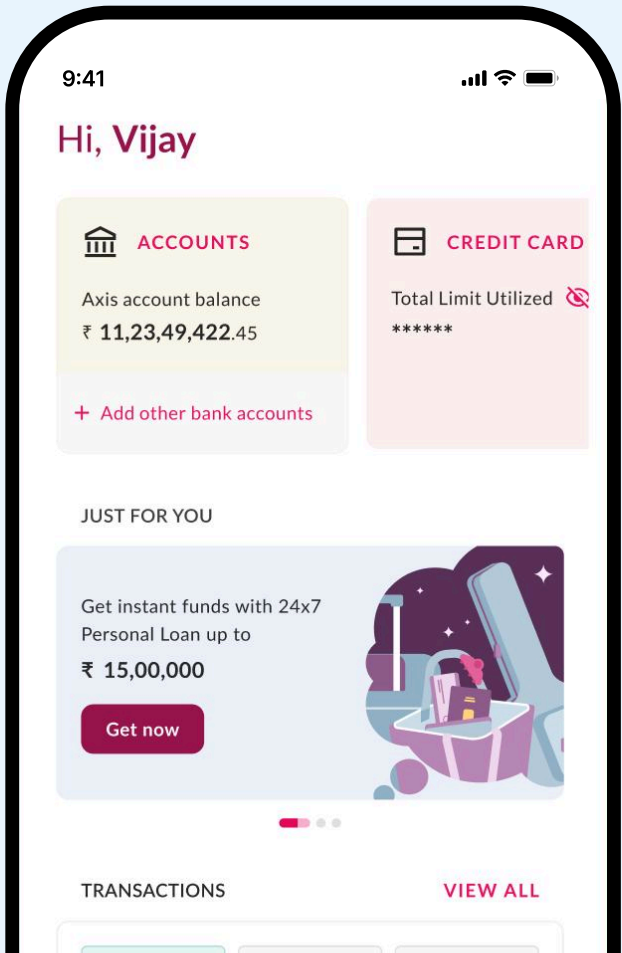 9:41
Hi, Vijay
ACCOUNTS
Axis account balance
₹ 11,23,49,422.45
+ Add other bank accounts
CREDIT CARD
Total Limit Utilized
******
JUST FOR YOU
Get instant funds with 24x7
Personal Loan up to
₹ 15,00,000
Get now
TRANSACTIONS
VIEW ALL